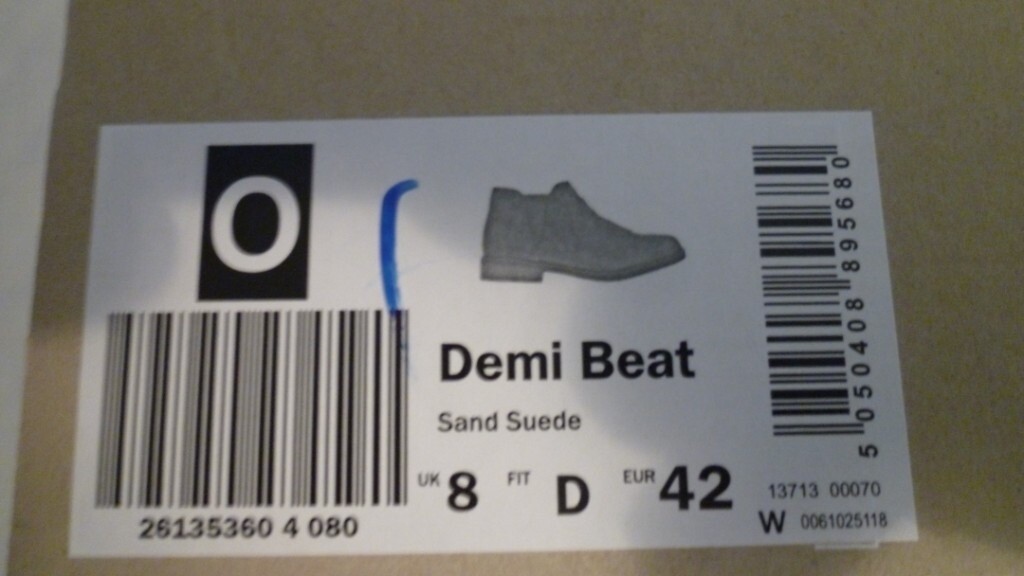 O
Demi Beat
Sand Suede
UK 8 FIT D EUR 42
26135360 4 080
5 050408 895680
13713 00070
W 0061025118